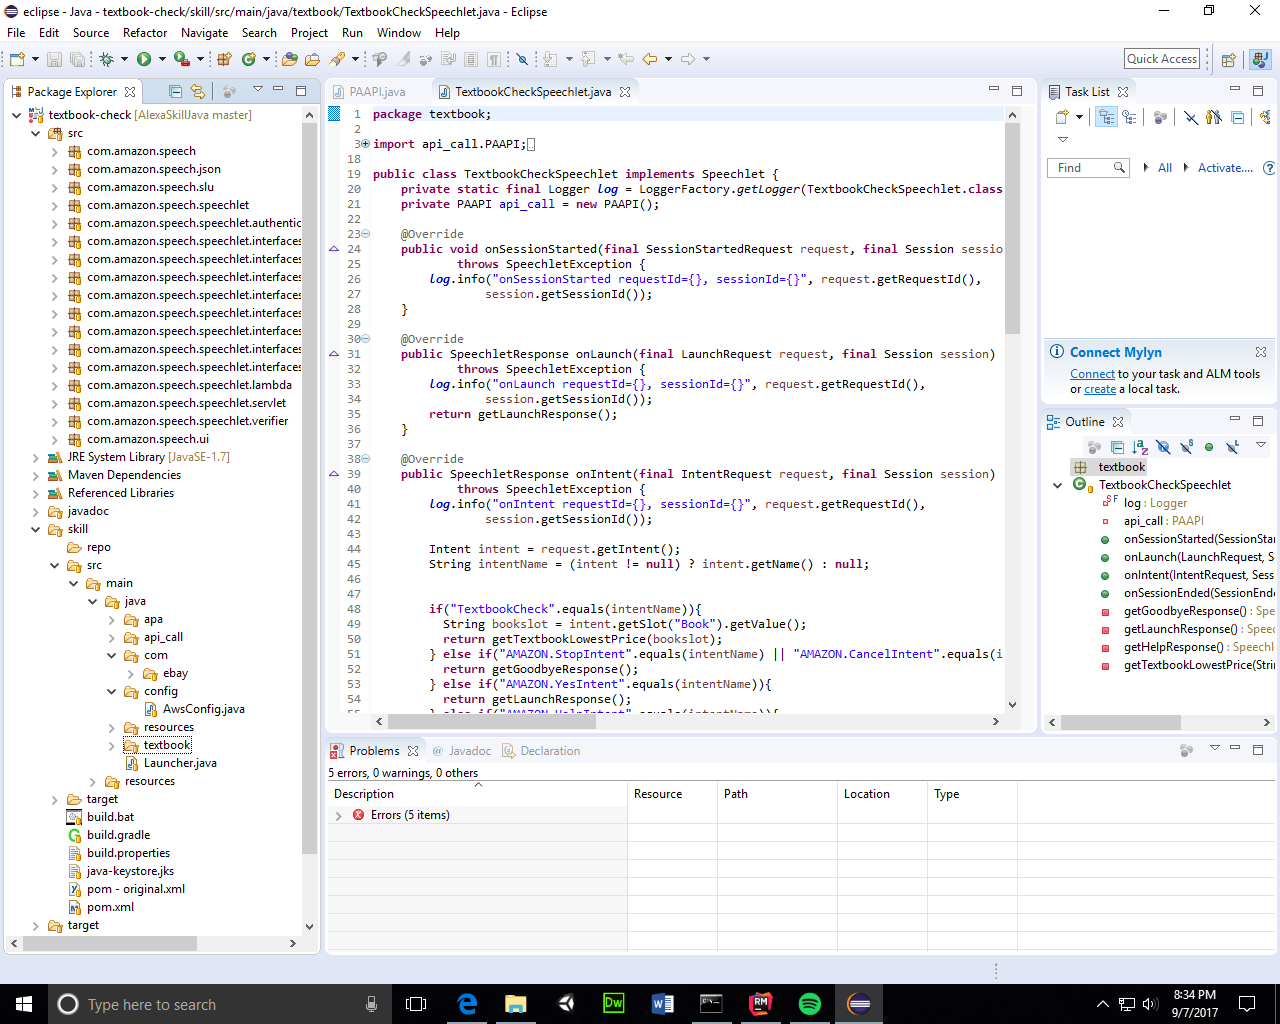 eclipse - Java - textbook-check/skill/src/main/java/textbook/TextbookCheckSpeechlet.java - Eclipse
File Edit Source Refactor Navigate Search Project Run Window Help
Quick Access
Package Explorer
textbook-check [AlexaSkillJava master]
src
com.amazon.speech
com.amazon.speech.json
com.amazon.speech.slu
com.amazon.speech.speechlet
com.amazon.speech.speechlet.authentic
com.amazon.speech.speechlet.interfaces
com.amazon.speech.speechlet.interfaces
com.amazon.speech.speechlet.interfaces
com.amazon.speech.speechlet.interfaces
com.amazon.speech.speechlet.interfaces
com.amazon.speech.speechlet.interfaces
com.amazon.speech.speechlet.interfaces
com.amazon.speech.speechlet.interfaces
com.amazon.speech.speechlet.lambda
com.amazon.speech.speechlet.servlet
com.amazon.speech.speechlet.verifier
com.amazon.speech.ui
JRE System Library [JavaSE-1.7]
Maven Dependencies
Referenced Libraries
javadoc
skill
repo
src
main
java
apa
api_call
com
ebay
config
AwsConfig.java
resources
textbook
Launcher.java
resources
target
build.bat
build.gradle
build.properties
java-keystore.jks
pom - original.xml
pom.xml
target
PAAPI.java
TextbookCheckSpeechlet.java
1 package textbook;
2
3 import api_call.PAAPI;
18
19 public class TextbookCheckSpeechlet implements Speechlet {
20 private static final Logger log = LoggerFactory.getLogger(TextbookCheckSpeechlet.class
21 private PAAPI api_call = new PAAPI();
22
23 @Override
24 public void onSessionStarted(final SessionStartedRequest request, final Session sessio
25 throws SpeechletException {
26 log.info("onSessionStarted requestId={}, sessionId={}", request.getRequestId(),
27 session.getSessionId());
28 }
29
30 @Override
31 public SpeechletResponse onLaunch(final LaunchRequest request, final Session session)
32 throws SpeechletException {
33 log.info("onLaunch requestId={}, sessionId={}", request.getRequestId(),
34 session.getSessionId());
35 return getLaunchResponse();
36 }
37
38 @Override
39 public SpeechletResponse onIntent(final IntentRequest request, final Session session)
40 throws SpeechletException {
41 log.info("onIntent requestId={}, sessionId={}", request.getRequestId(),
42 session.getSessionId());
43
44 Intent intent = request.getIntent();
45 String intentName = (intent != null) ? intent.getName() : null;
46
47
48 if("TextbookCheck".equals(intentName)){
49 String bookslot = intent.getSlot("Book").getValue();
50 return getTextbookLowestPrice(bookslot);
51 } else if("AMAZON.StopIntent".equals(intentName) || "AMAZON.CancelIntent".equals(i
52 return getGoodbyeResponse();
53 } else if("AMAZON.YesIntent".equals(intentName)){
54 return getLaunchResponse();
55 } else if("AMAZON.HelpIntent".equals(intentName)){
Task List
Find All Activate....
Connect Mylyn
Connect to your task and ALM tools
or create a local task.
Outline
textbook
TextbookCheckSpeechlet
log : Logger
api_call : PAAPI
onSessionStarted(SessionStar
onLaunch(LaunchRequest, S
onIntent(IntentRequest, Sess
onSessionEnded(SessionEnde
getGoodbyeResponse() : Spe
getLaunchResponse() : Speec
getHelpResponse() : Speechl
getTextbookLowestPrice(Strin
Problems Javadoc Declaration
5 errors, 0 warnings, 0 others
Description Resource Path Location Type
Errors (5 items)
Type here to search
Dw
RM
8:34 PM
9/7/2017